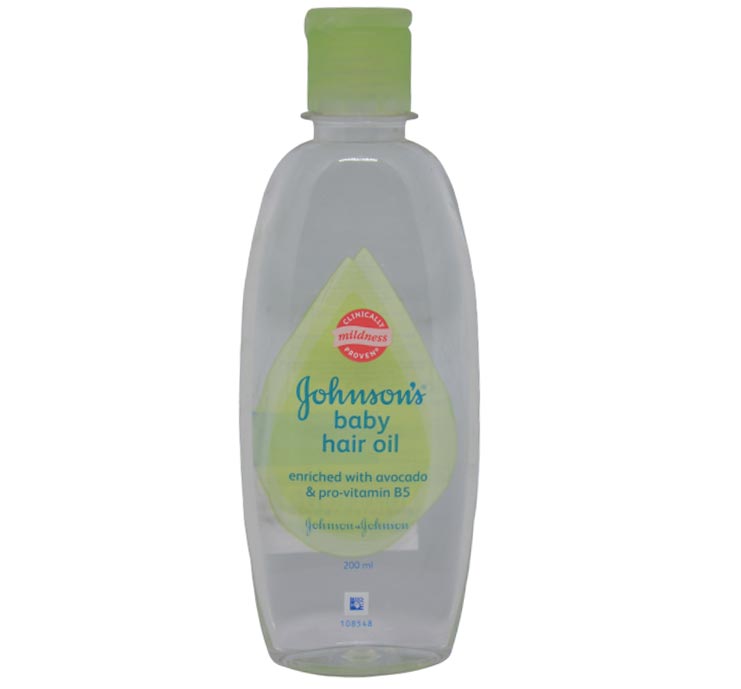 CLINICALLY
mildness
PROVEN®
Johnson's®
baby
hair oil
enriched with avocado
& pro-vitamin B5
Johnson & Johnson
200 ml
108548